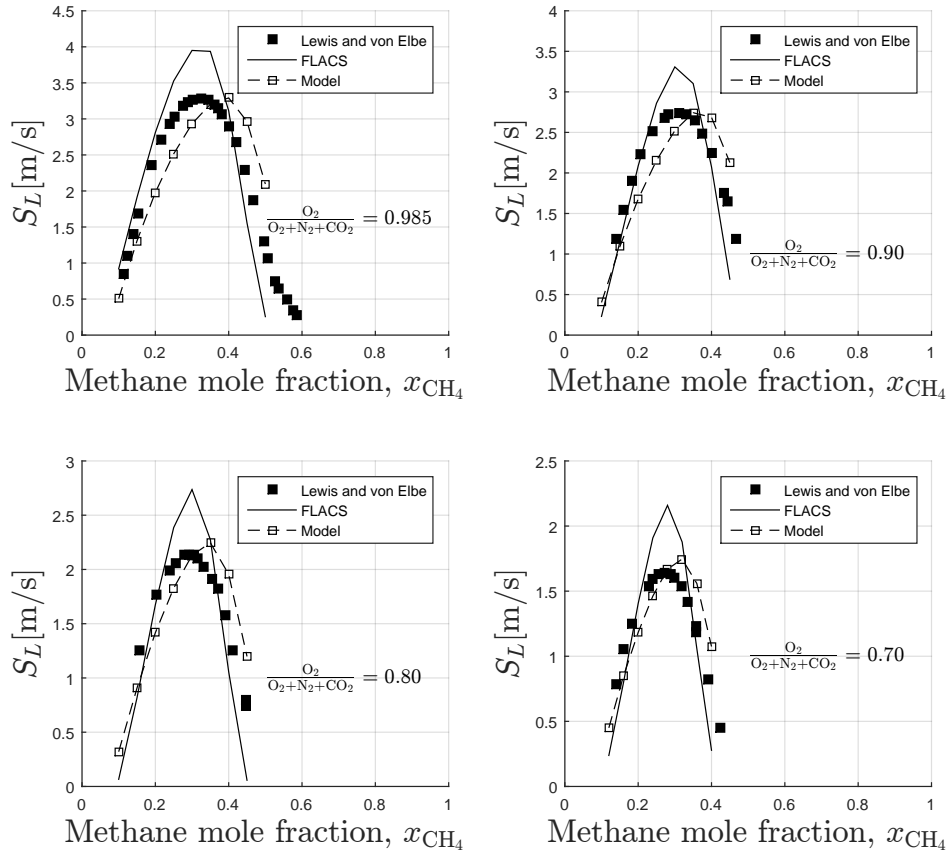 4.5
4
3.5
3
2.5
2
1.5
1
0.5
0
S_L[m/s]
Lewis and von Elbe
FLACS
Model
O₂/(O₂+N₂+CO₂) = 0.985
0 0.2 0.4 0.6 0.8 1
Methane mole fraction, x_CH₄
4
3.5
3
2.5
2
1.5
1
0.5
0
S_L[m/s]
Lewis and von Elbe
FLACS
Model
O₂/(O₂+N₂+CO₂) = 0.90
0 0.2 0.4 0.6 0.8 1
Methane mole fraction, x_CH₄
3
2.5
2
1.5
1
0.5
0
S_L[m/s]
Lewis and von Elbe
FLACS
Model
O₂/(O₂+N₂+CO₂) = 0.80
0 0.2 0.4 0.6 0.8 1
Methane mole fraction, x_CH₄
2.5
2
1.5
1
0.5
0
S_L[m/s]
Lewis and von Elbe
FLACS
Model
O₂/(O₂+N₂+CO₂) = 0.70
0 0.2 0.4 0.6 0.8 1
Methane mole fraction, x_CH₄